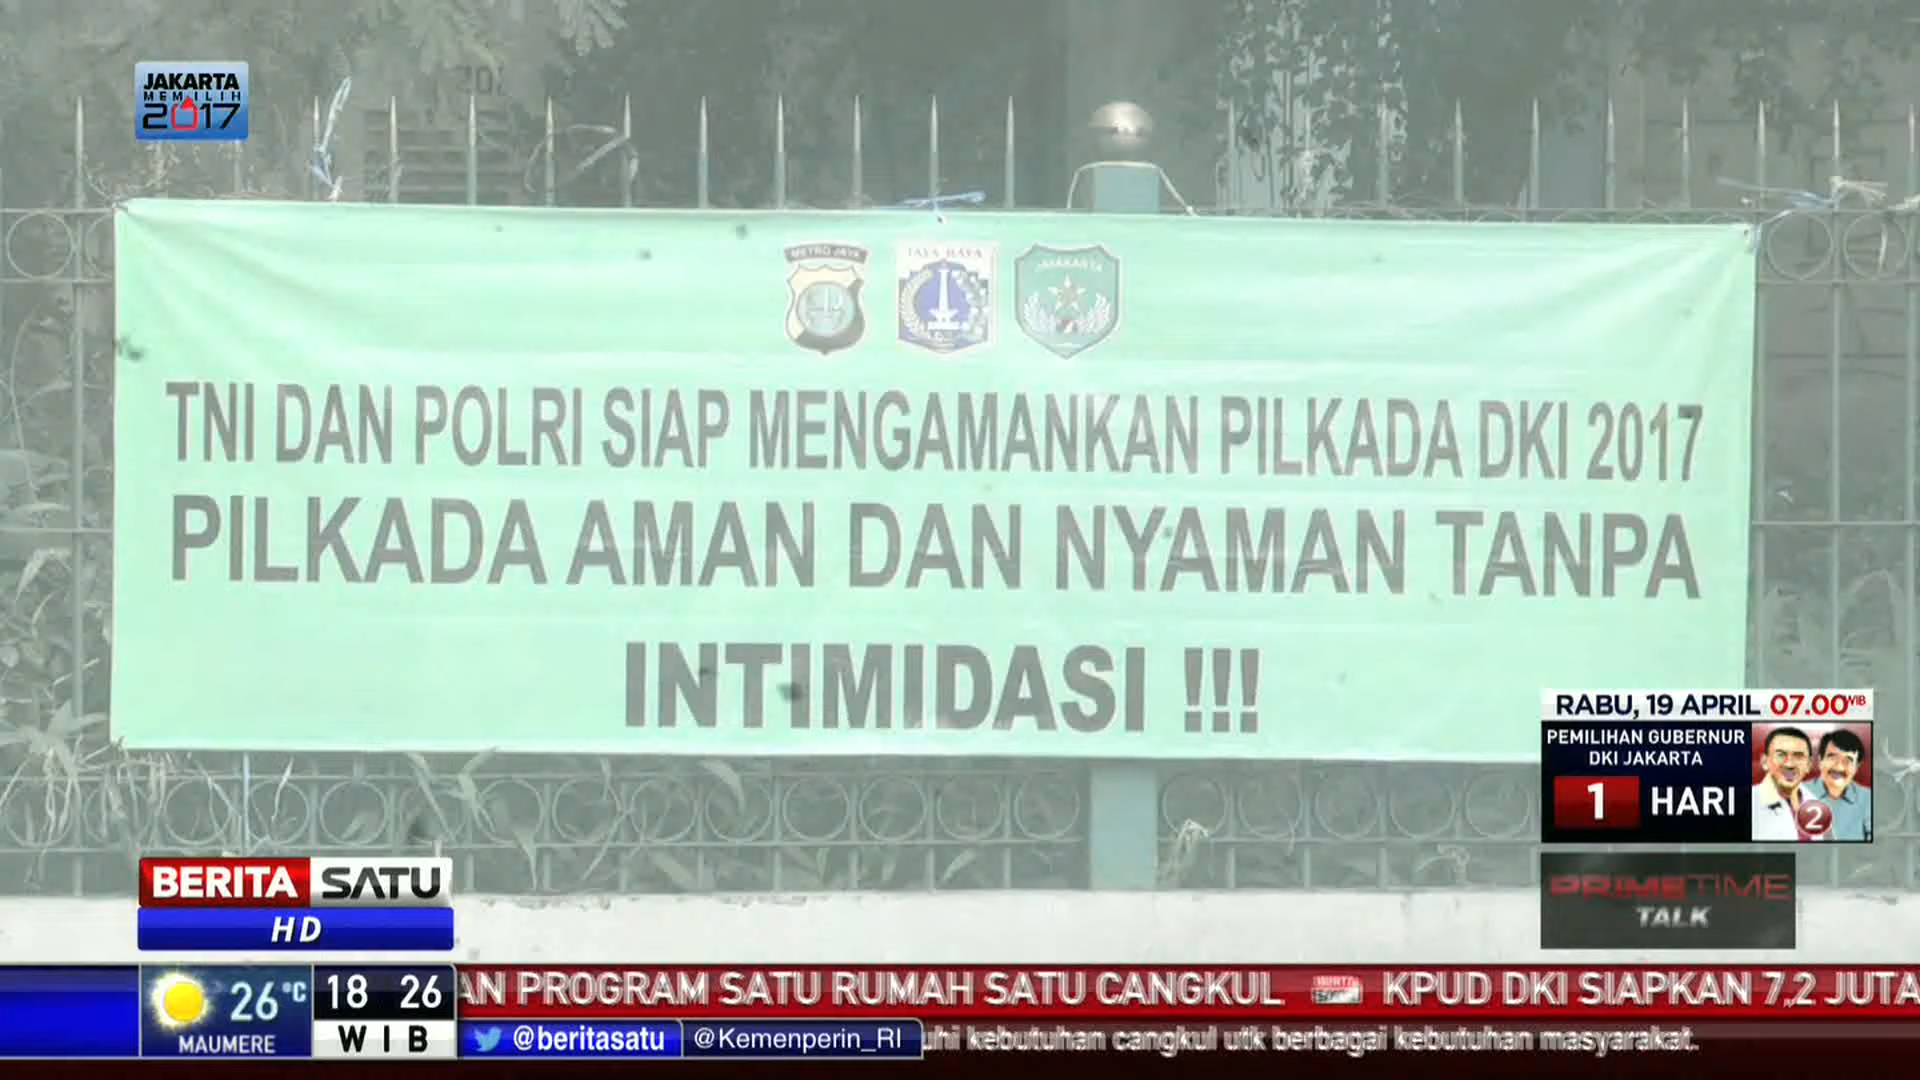 JAKARTA
MEMILIH
2017
METRO JAYA
JAYA RAYA
JAYAKARTA
TNI DAN POLRI SIAP MENGAMANKAN PILKADA DKI 2017
PILKADA AMAN DAN NYAMAN TANPA
INTIMIDASI !!!
RABU, 19 APRIL 07.00 WIB
PEMILIHAN GUBERNUR
DKI JAKARTA
1 HARI
2
PRIMETIME
TALK
BERITA SATU
HD
26°C
MAUMERE
18 26
WIB
AN PROGRAM SATU RUMAH SATU CANGKUL
KPUD DKI SIAPKAN 7,2 JUTA
@beritasatu
@Kemenperin_RI
uhi kebutuhan cangkul utk berbagai kebutuhan masyarakat.